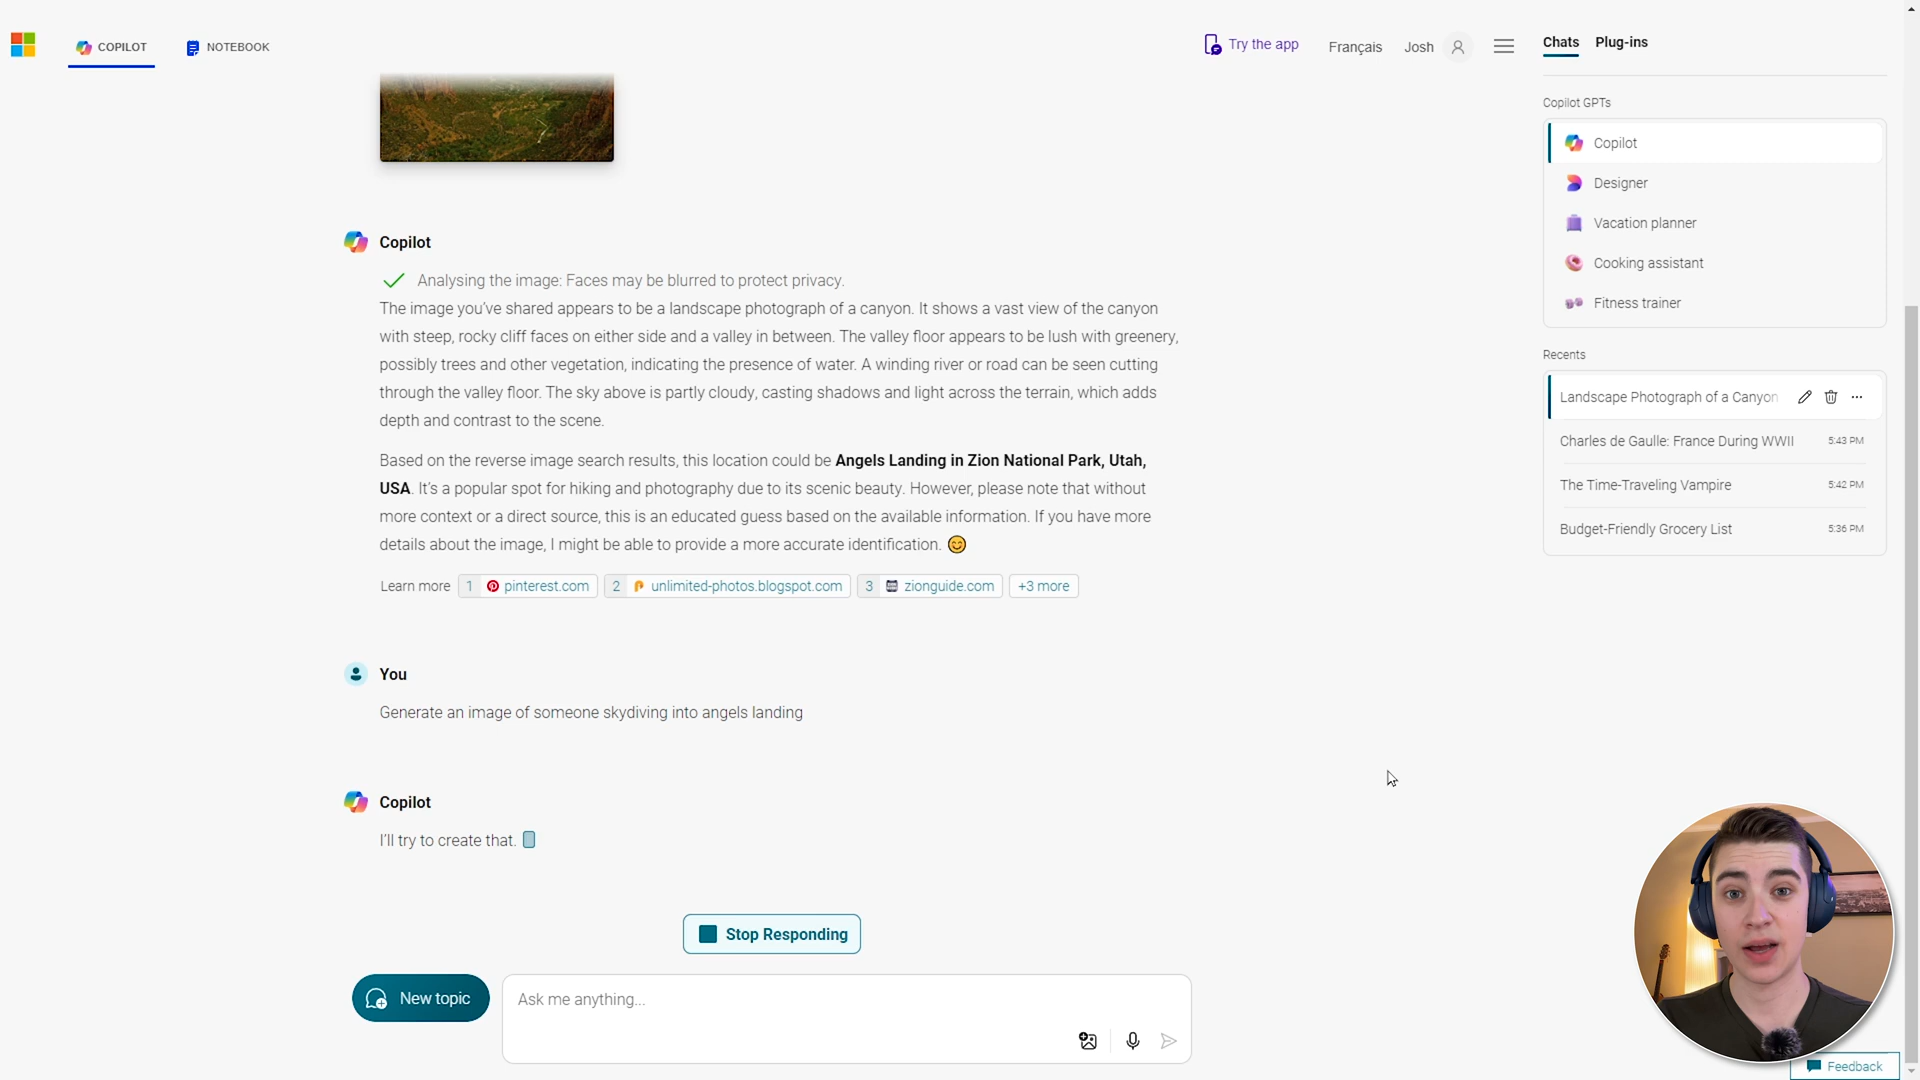 COPILOT
NOTEBOOK
Try the app
Français
Josh
Chats
Plug-ins
Copilot GPTs
Copilot
Designer
Vacation planner
Cooking assistant
Fitness trainer
Recents
Landscape Photograph of a Canyon
Charles de Gaulle: France During WWII 5:43 PM
The Time-Traveling Vampire 5:42 PM
Budget-Friendly Grocery List 5:36 PM
Copilot
Analysing the image: Faces may be blurred to protect privacy.
The image you've shared appears to be a landscape photograph of a canyon. It shows a vast view of the canyon
with steep, rocky cliff faces on either side and a valley in between. The valley floor appears to be lush with greenery,
possibly trees and other vegetation, indicating the presence of water. A winding river or road can be seen cutting
through the valley floor. The sky above is partly cloudy, casting shadows and light across the terrain, which adds
depth and contrast to the scene.
Based on the reverse image search results, this location could be Angels Landing in Zion National Park, Utah,
USA. It's a popular spot for hiking and photography due to its scenic beauty. However, please note that without
more context or a direct source, this is an educated guess based on the available information. If you have more
details about the image, I might be able to provide a more accurate identification. 😊
Learn more 1 pinterest.com 2 unlimited-photos.blogspot.com 3 zionguide.com +3 more
You
Generate an image of someone skydiving into angels landing
Copilot
I'll try to create that.
Stop Responding
New topic
Ask me anything...
Feedback